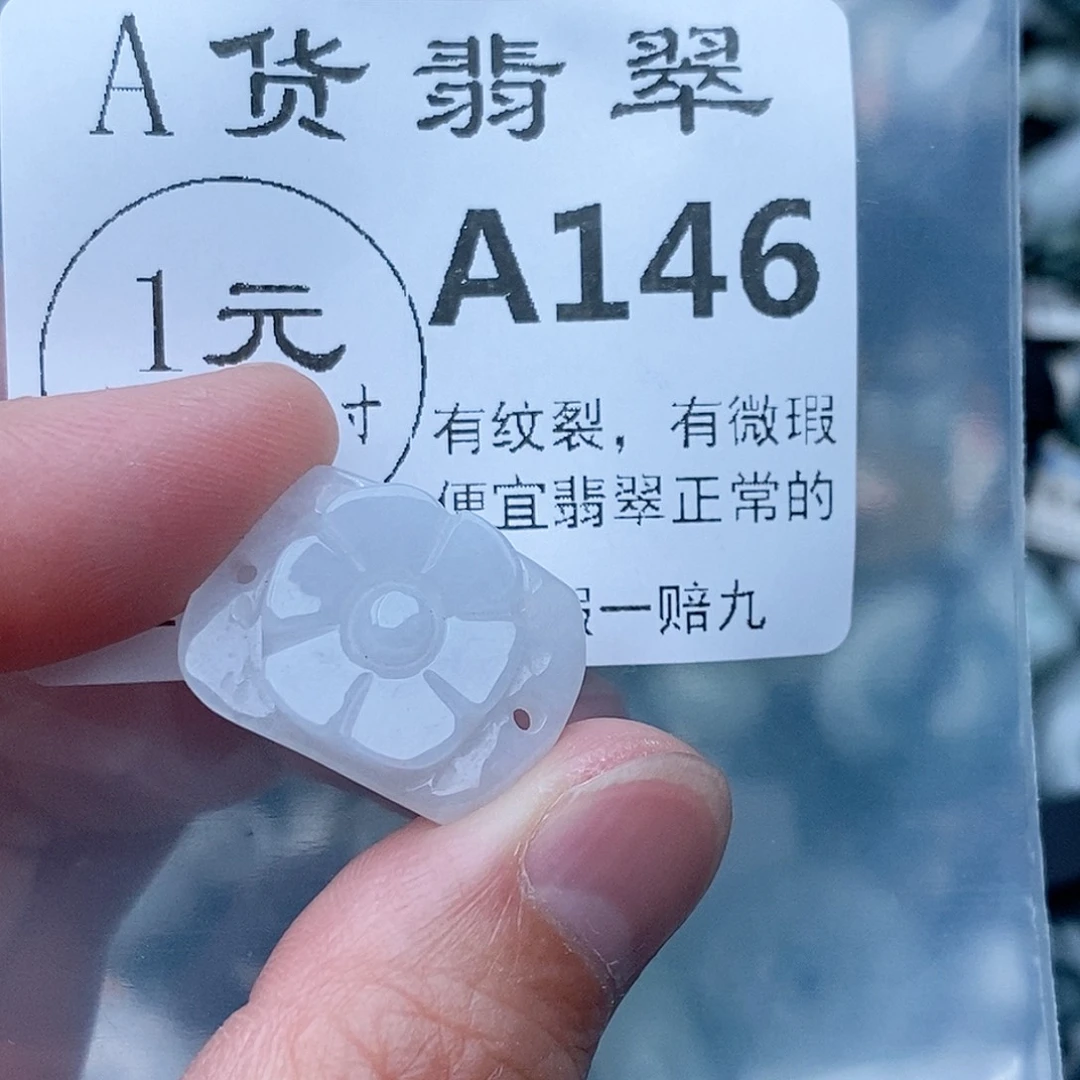 A货翡翠
1元
A146
寸
有纹裂，有微瑕
便宜翡翠正常的
一赔九